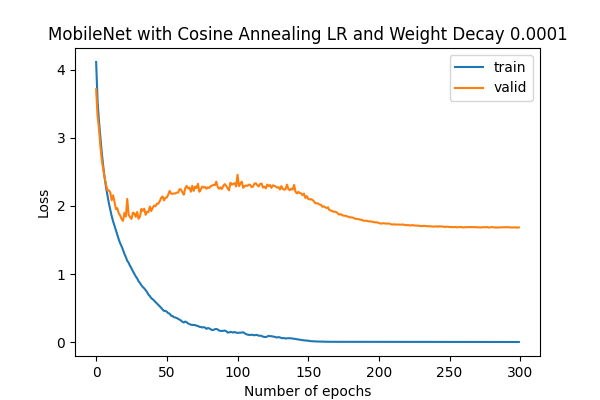 MobileNet with Cosine Annealing LR and Weight Decay 0.0001
train
valid
4
3
2
1
0
Loss
0
50
100
150
200
250
300
Number of epochs